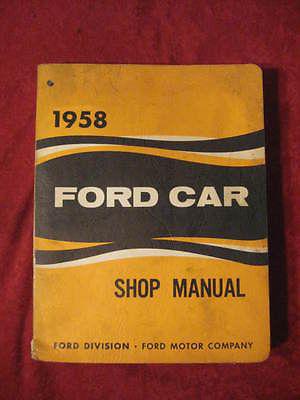 1958
FORD CAR
SHOP MANUAL
FORD DIVISION · FORD MOTOR COMPANY